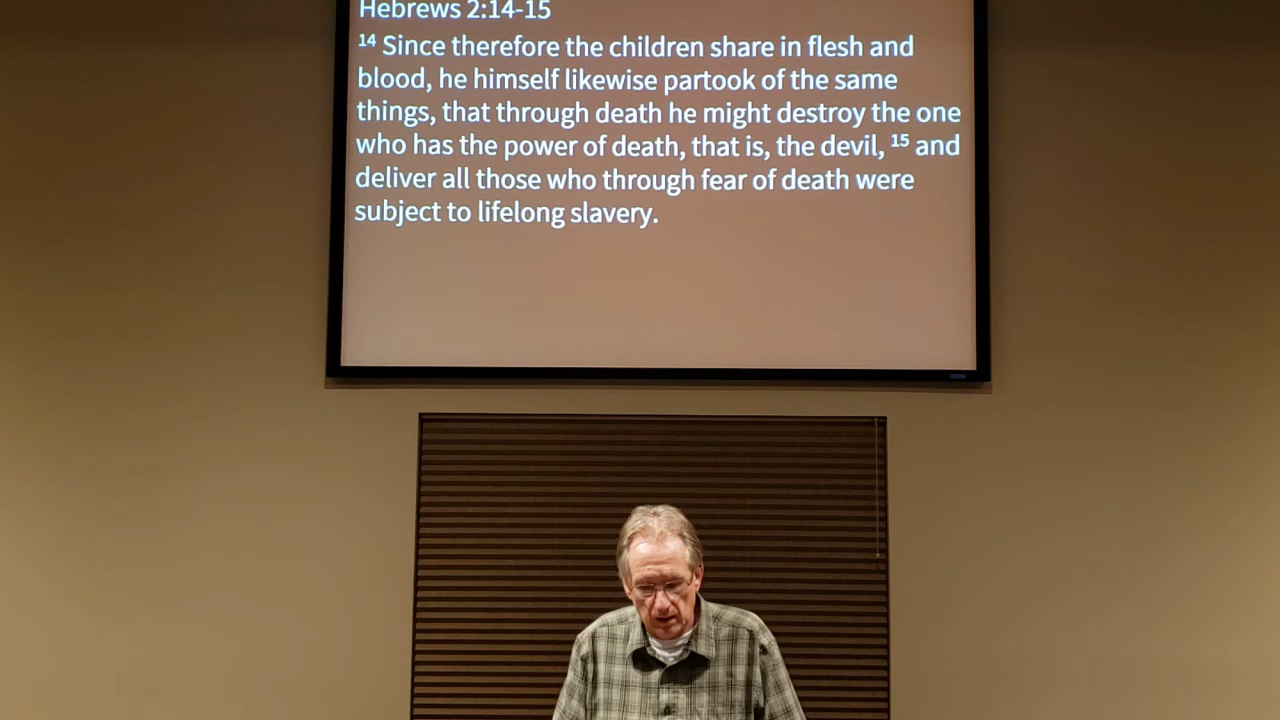 Hebrews 2:14-15
14 Since therefore the children share in flesh and
blood, he himself likewise partook of the same
things, that through death he might destroy the one
who has the power of death, that is, the devil, 15 and
deliver all those who through fear of death were
subject to lifelong slavery.